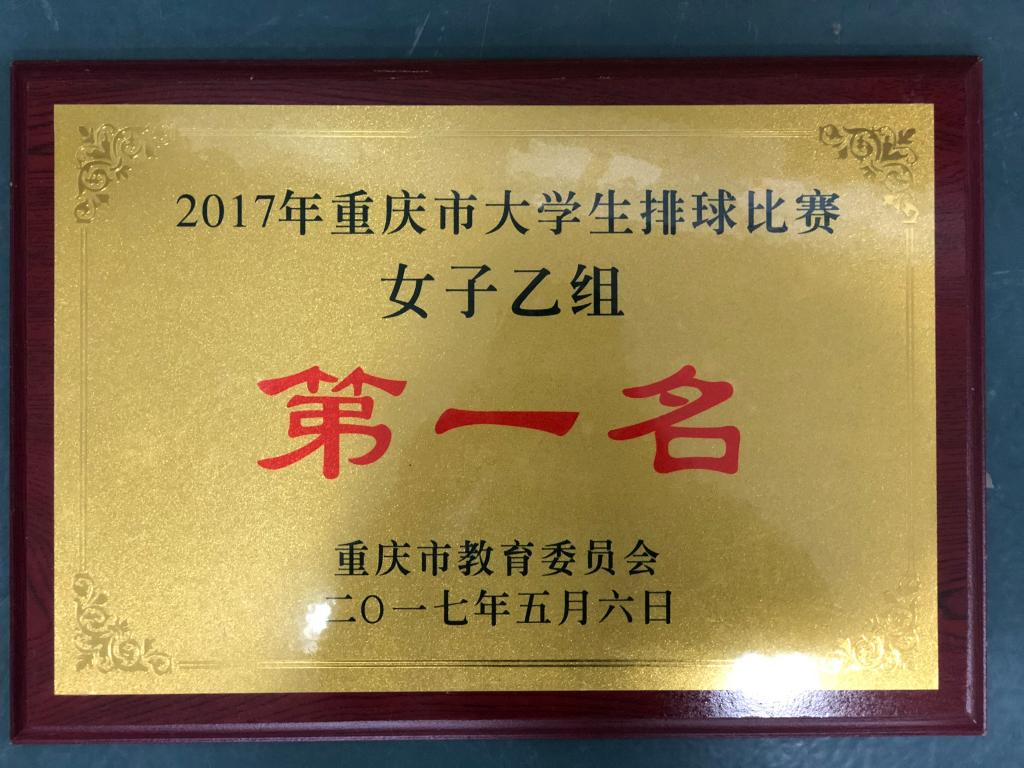 2017年重庆市大学生排球比赛
女子乙组
第一名
重庆市教育委员会
二〇一七年五月六日